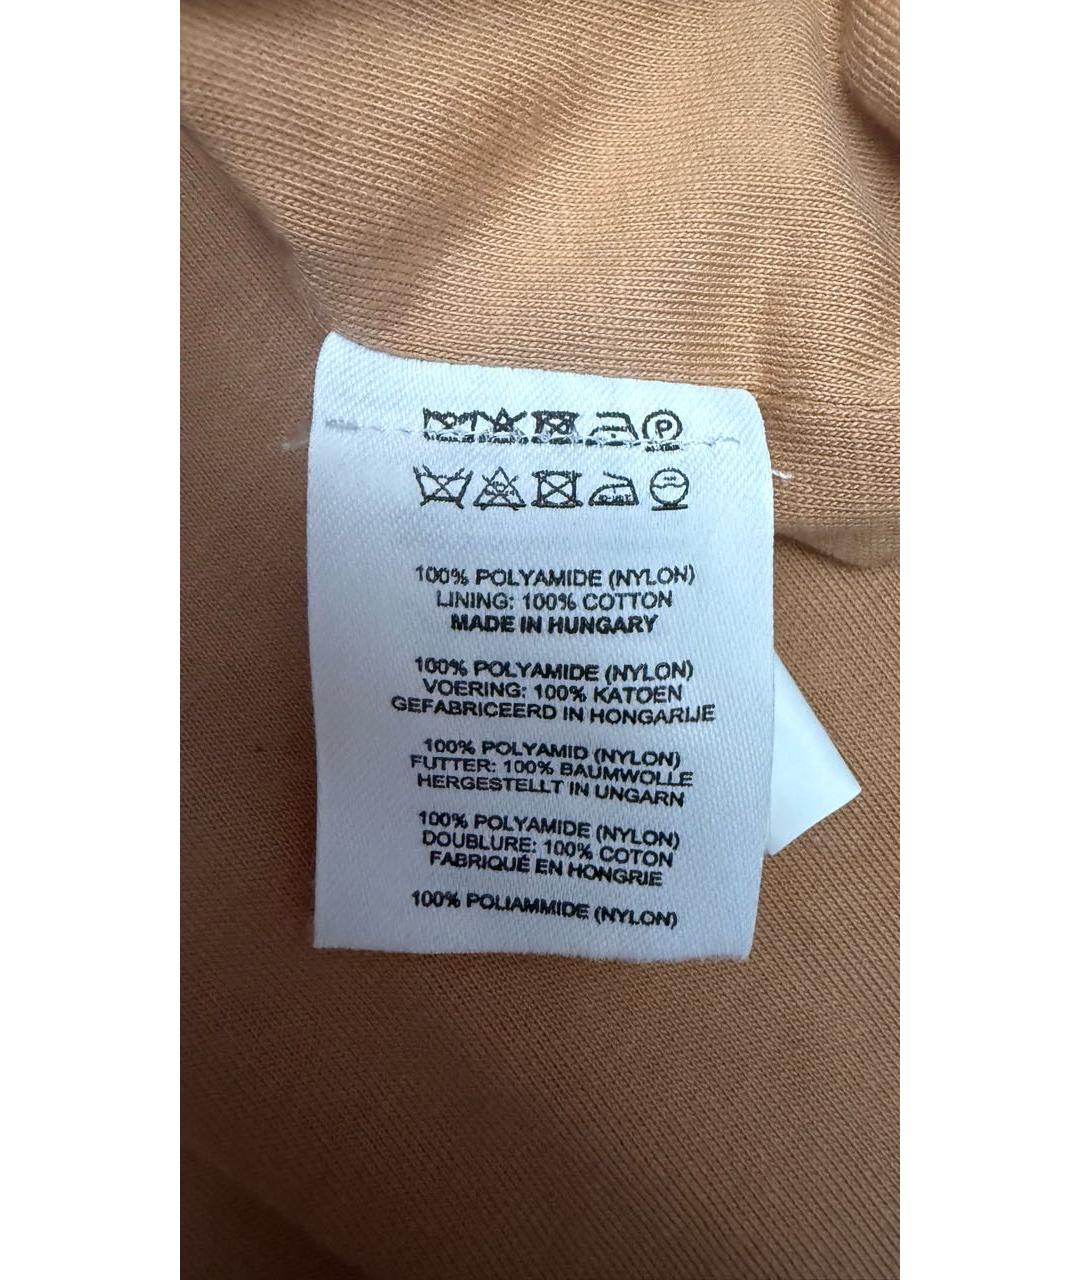 P
100% POLYAMIDE (NYLON)
LINING: 100% COTTON
MADE IN HUNGARY
100% POLYAMIDE (NYLON)
VOERING: 100% KATOEN
GEFABRICEERD IN HONGARIJE
100% POLYAMID (NYLON)
FUTTER: 100% BAUMWOLLE
HERGESTELLT IN UNGARN
100% POLYAMIDE (NYLON)
DOUBLURE: 100% COTON
FABRIQUÉ EN HONGRIE
100% POLIAMMIDE (NYLON)